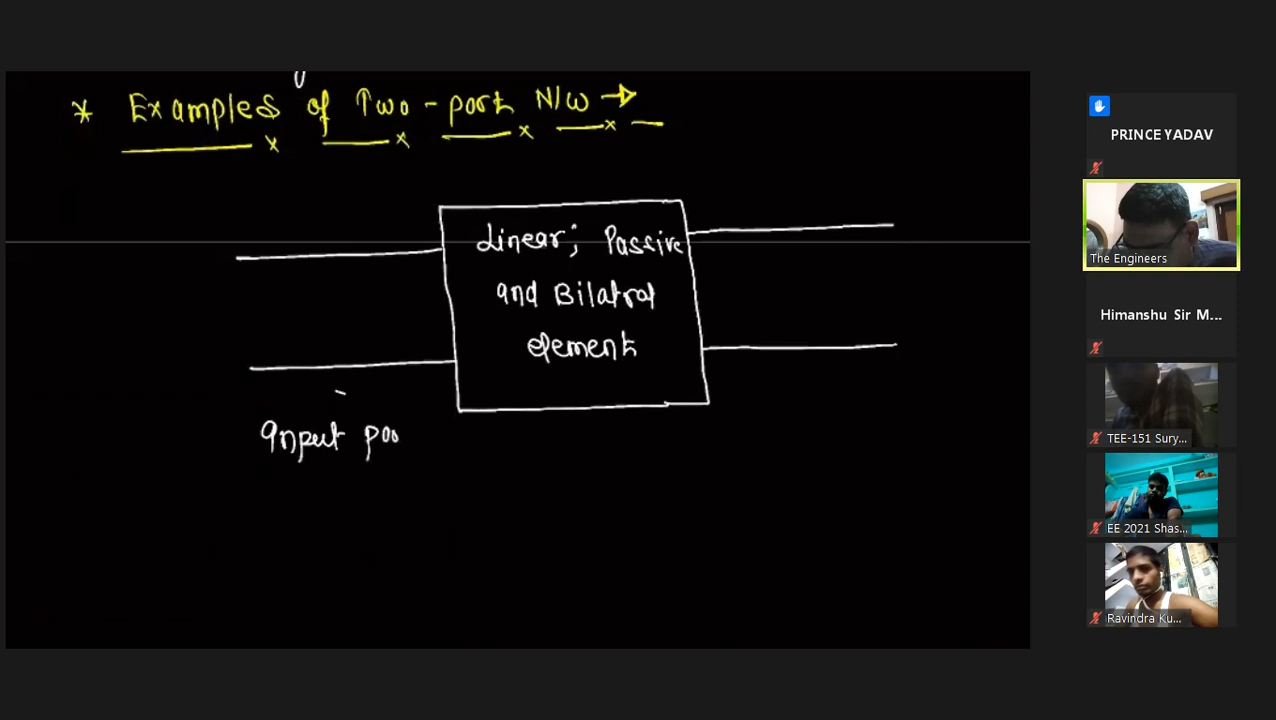 * Examples of Two-port N/w →
Linear; Passive
and Bilatral
element
Input po
PRINCE YADAV
The Engineers
Himanshu Sir M...
TEE-151 Sury...
EE 2021 Shas...
Ravindra Ku...